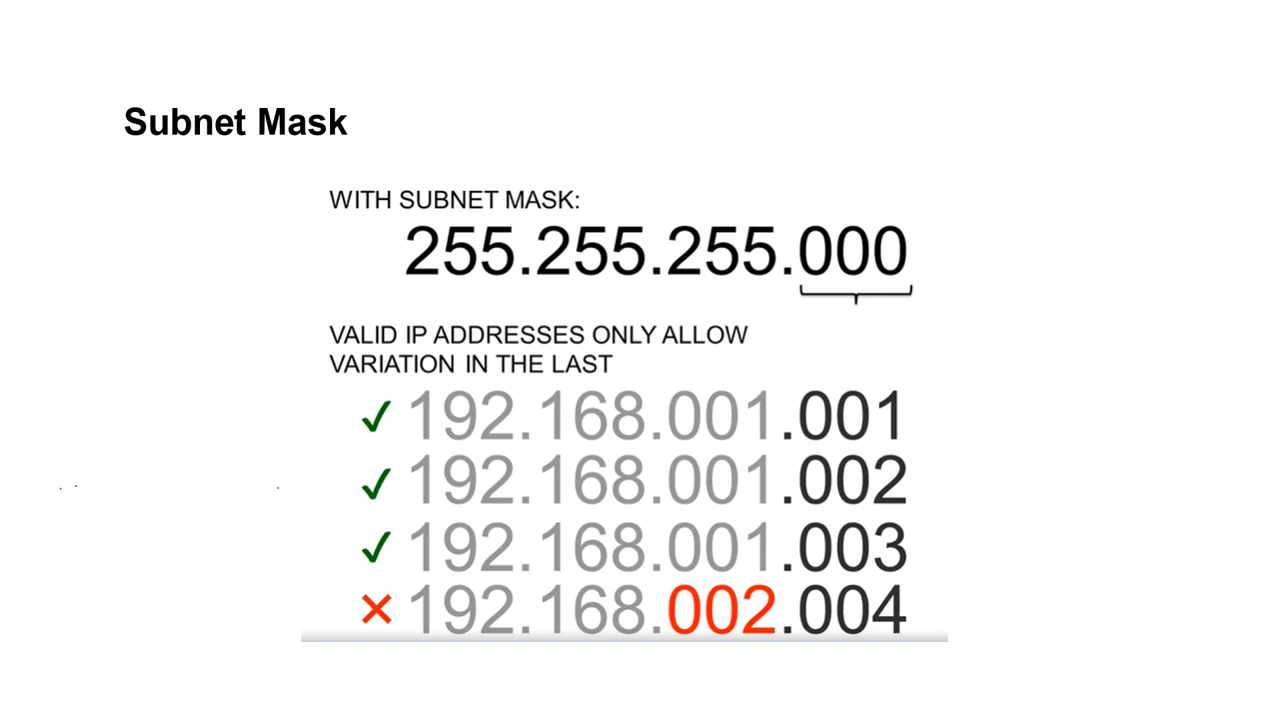 Subnet Mask
WITH SUBNET MASK:
255.255.255.000
VALID IP ADDRESSES ONLY ALLOW
VARIATION IN THE LAST
✓ 192.168.001.001
✓ 192.168.001.002
✓ 192.168.001.003
✕ 192.168.002.004